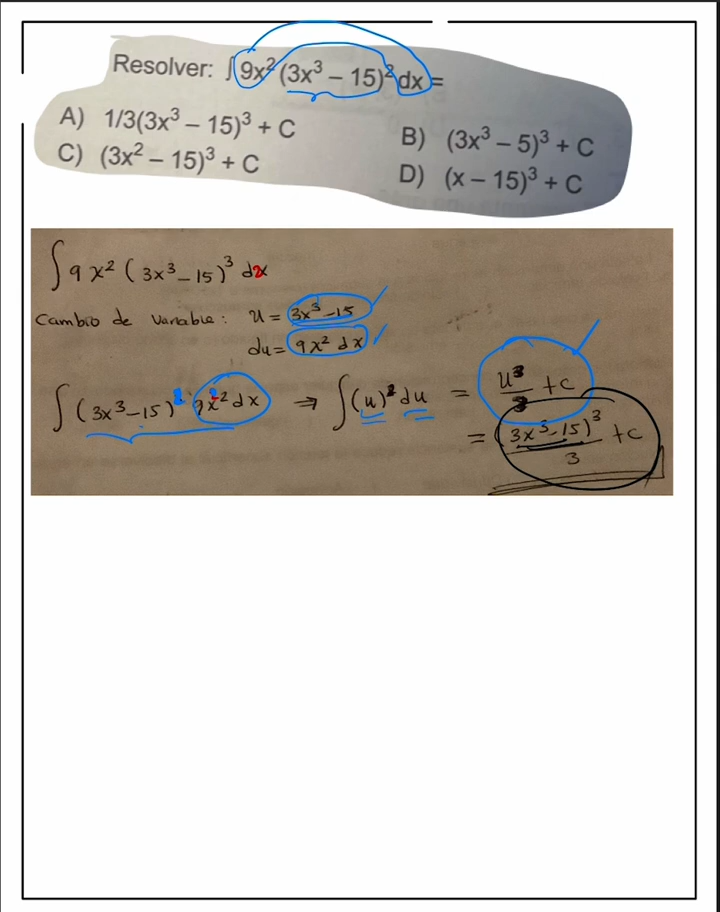 Resolver: ∫9x²(3x³ – 15)²dx=
A) 1/3(3x³ – 15)³ + C
B) (3x³ – 5)³ + C
C) (3x² – 15)³ + C
D) (x – 15)³ + C
∫9x²(3x³-15)³ dx
Cambio de Variable: u = 3x³-15
du= 9x² dx
∫(3x³-15)² 9x² dx ⇒ ∫(u)² du = u³/3 + c
= (3x³-15)³/3 + c